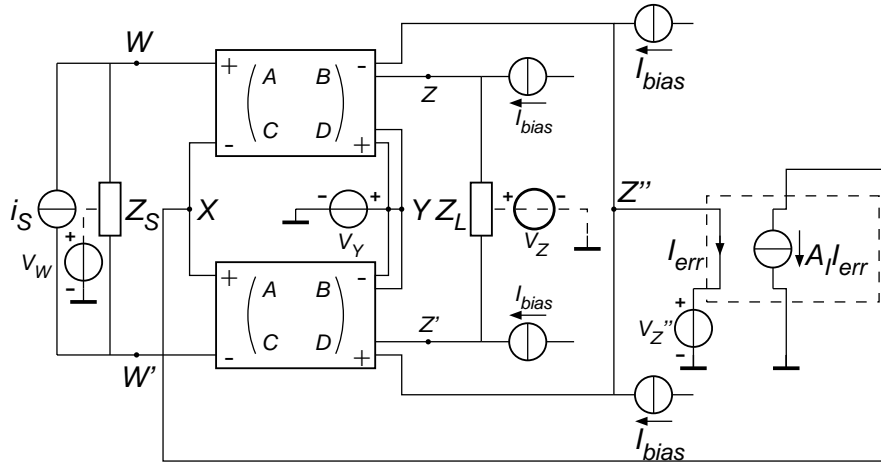 W
I_bias
+
-
A B
C D
-
+
Z
I_bias
-
+
i_S
Z_S
X
-
+
V_Y
Y
Z_L
+
-
V_Z
Z''
I_err
A_I I_err
+
-
V_W
+
-
V_Z''
+
-
A B
C D
-
+
I_bias
Z'
W'
I_bias